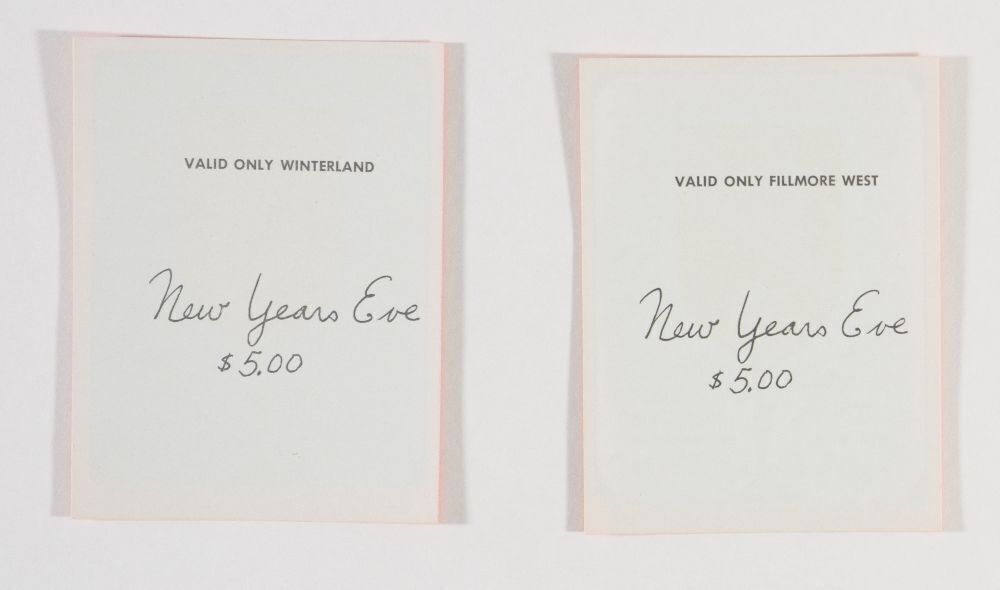 VALID ONLY WINTERLAND
New Years Eve
$5.00
VALID ONLY FILLMORE WEST
New Years Eve
$5.00